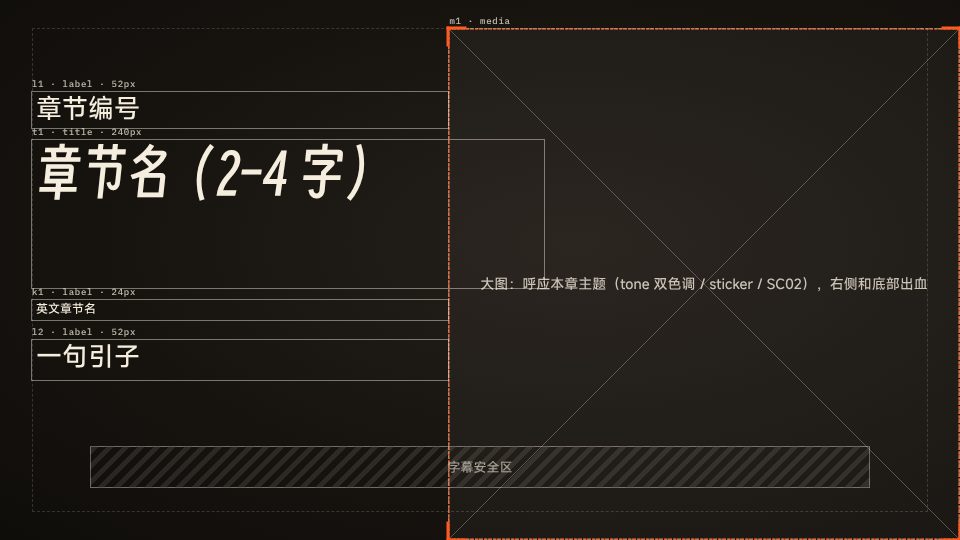 m1 · media
l1 · label · 52px
章节编号
t1 · title · 240px
章节名（2-4 字）
大图：呼应本章主题（tone 双色调 / sticker / SC02），右侧和底部出血
k1 · label · 24px
英文章节名
l2 · label · 52px
一句引子
字幕安全区